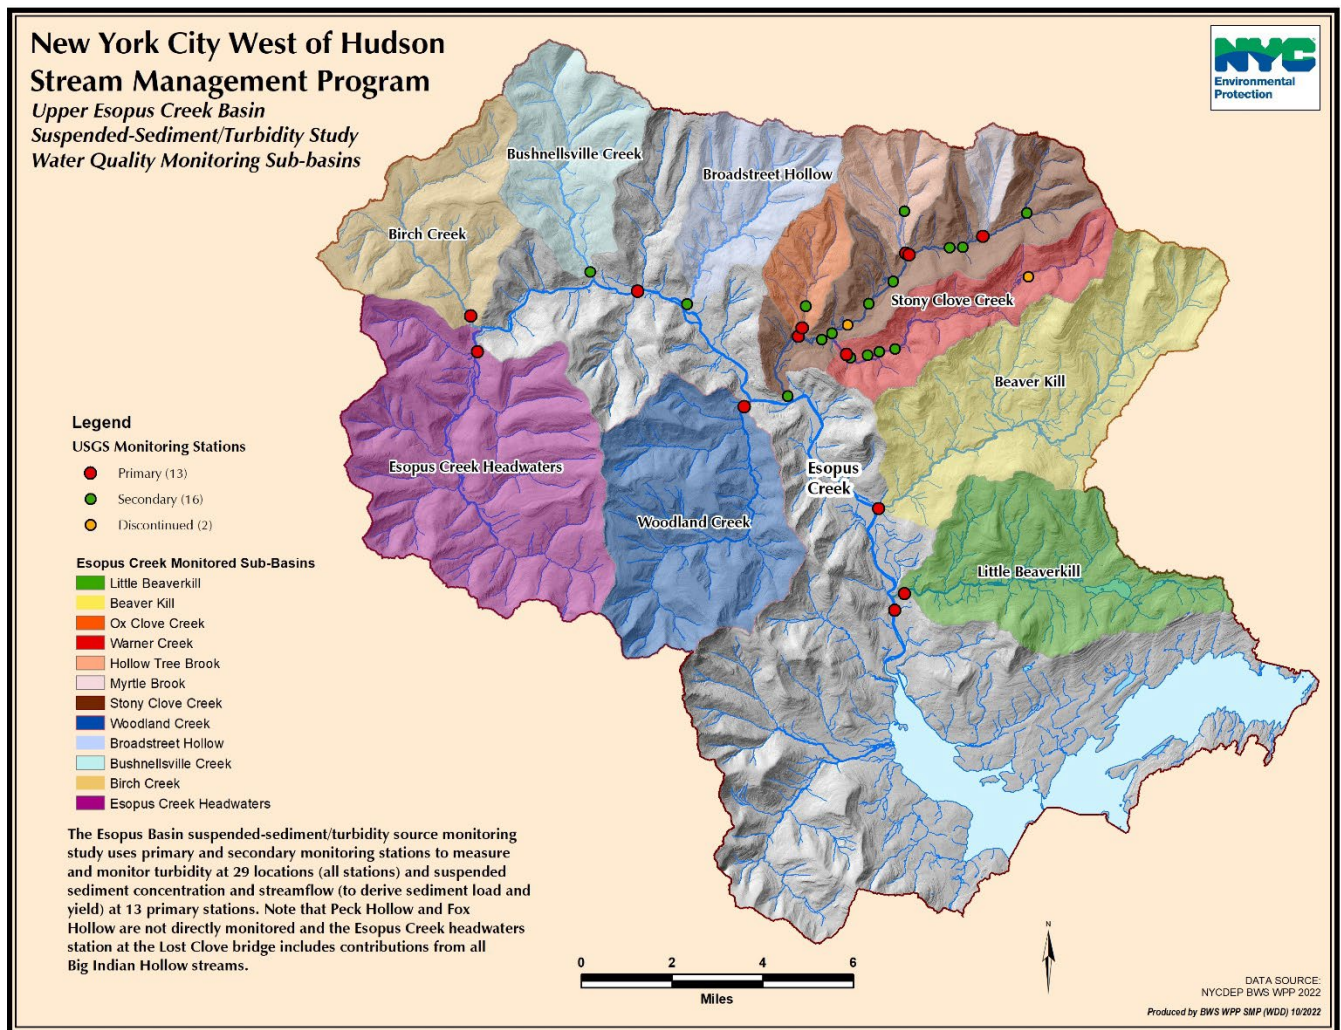 New York City West of Hudson
Stream Management Program
Upper Esopus Creek Basin
Suspended-Sediment/Turbidity Study
Water Quality Monitoring Sub-basins
NYC
Environmental
Protection
Bushnellsville Creek
Broadstreet Hollow
Birch Creek
Stony Clove Creek
Beaver Kill
Esopus Creek Headwaters
Esopus
Creek
Woodland Creek
Little Beaverkill
Legend
USGS Monitoring Stations
Primary (13)
Secondary (16)
Discontinued (2)
Esopus Creek Monitored Sub-Basins
Little Beaverkill
Beaver Kill
Ox Clove Creek
Warner Creek
Hollow Tree Brook
Myrtle Brook
Stony Clove Creek
Woodland Creek
Broadstreet Hollow
Bushnellsville Creek
Birch Creek
Esopus Creek Headwaters
The Esopus Basin suspended-sediment/turbidity source monitoring
study uses primary and secondary monitoring stations to measure
and monitor turbidity at 29 locations (all stations) and suspended
sediment concentration and streamflow (to derive sediment load and
yield) at 13 primary stations. Note that Peck Hollow and Fox
Hollow are not directly monitored and the Esopus Creek headwaters
station at the Lost Clove bridge includes contributions from all
Big Indian Hollow streams.
0 2 4 6
Miles
N
DATA SOURCE:
NYCDEP BWS WPP 2022
Produced by BWS WPP SMP (WDD) 10/2022